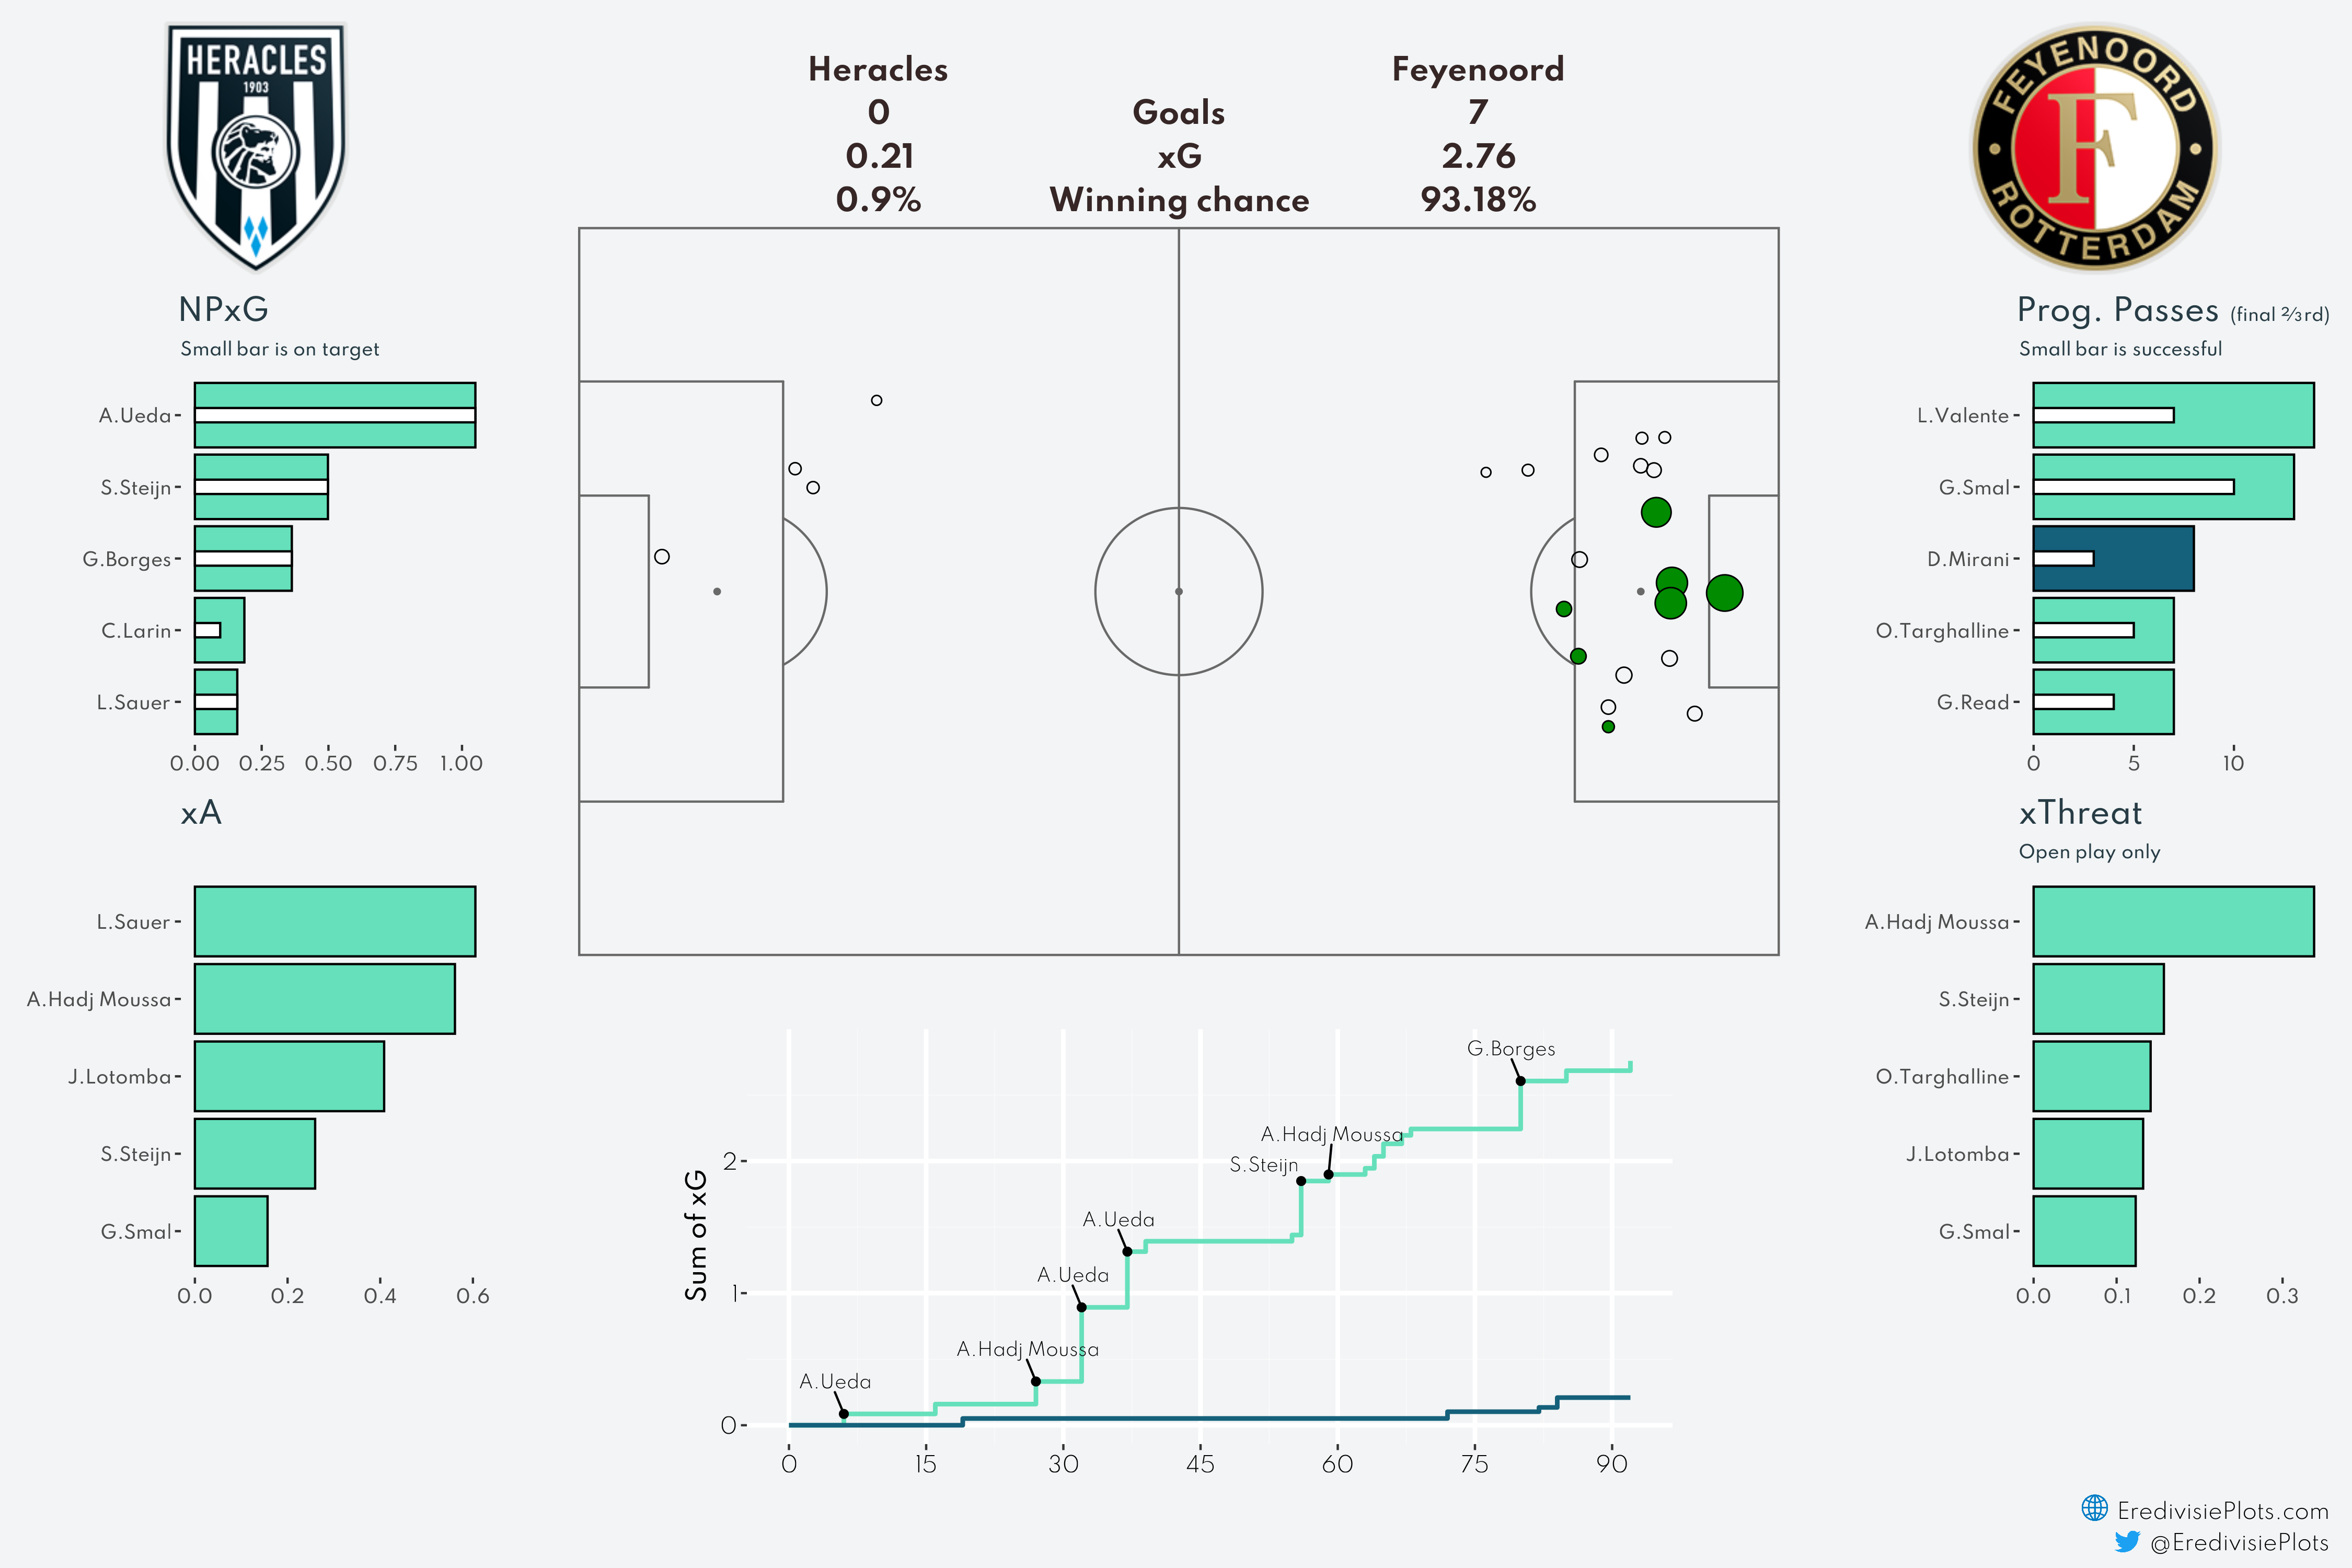 HERACLES
1903
Heracles Feyenoord
0 Goals 7
0.21 xG 2.76
0.9% Winning chance 93.18%
FEYENOORD
F
ROTTERDAM
NPxG
Small bar is on target
A.Ueda
S.Steijn
G.Borges
C.Larin
L.Sauer
0.00 0.25 0.50 0.75 1.00
xA
L.Sauer
A.Hadj Moussa
J.Lotomba
S.Steijn
G.Smal
0.0 0.2 0.4 0.6
G.Borges
A.Hadj Moussa
S.Steijn
A.Ueda
A.Ueda
A.Hadj Moussa
A.Ueda
Sum of xG
2
1
0
0 15 30 45 60 75 90
Prog. Passes (final ⅔rd)
Small bar is successful
L.Valente
G.Smal
D.Mirani
O.Targhalline
G.Read
0 5 10
xThreat
Open play only
A.Hadj Moussa
S.Steijn
O.Targhalline
J.Lotomba
G.Smal
0.0 0.1 0.2 0.3
EredivisiePlots.com
@EredivisiePlots